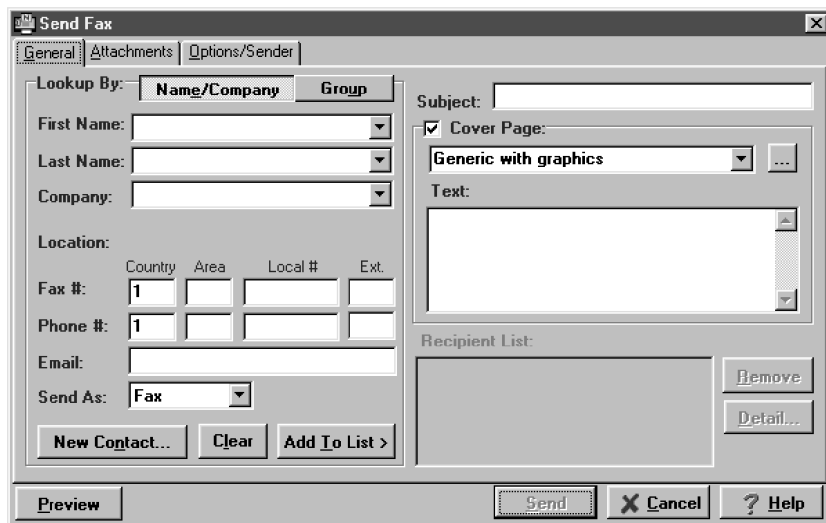 Send Fax
General
Attachments
Options/Sender
Lookup By:
Name/Company
Group
First Name:
Last Name:
Company:
Location:
Country Area Local # Ext.
Fax #: 1
Phone #: 1
Email:
Send As: Fax
New Contact...
Clear
Add To List >
Subject:
Cover Page:
Generic with graphics
...
Text:
Recipient List:
Remove
Detail...
Preview
Send
Cancel
? Help